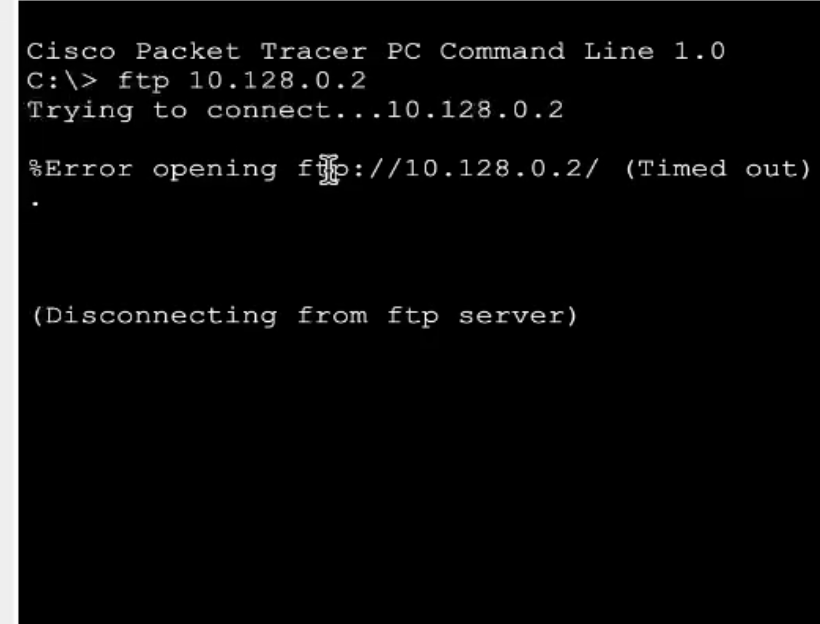 Cisco Packet Tracer PC Command Line 1.0
C:\> ftp 10.128.0.2
Trying to connect...10.128.0.2
%Error opening ftp://10.128.0.2/ (Timed out)
.
(Disconnecting from ftp server)